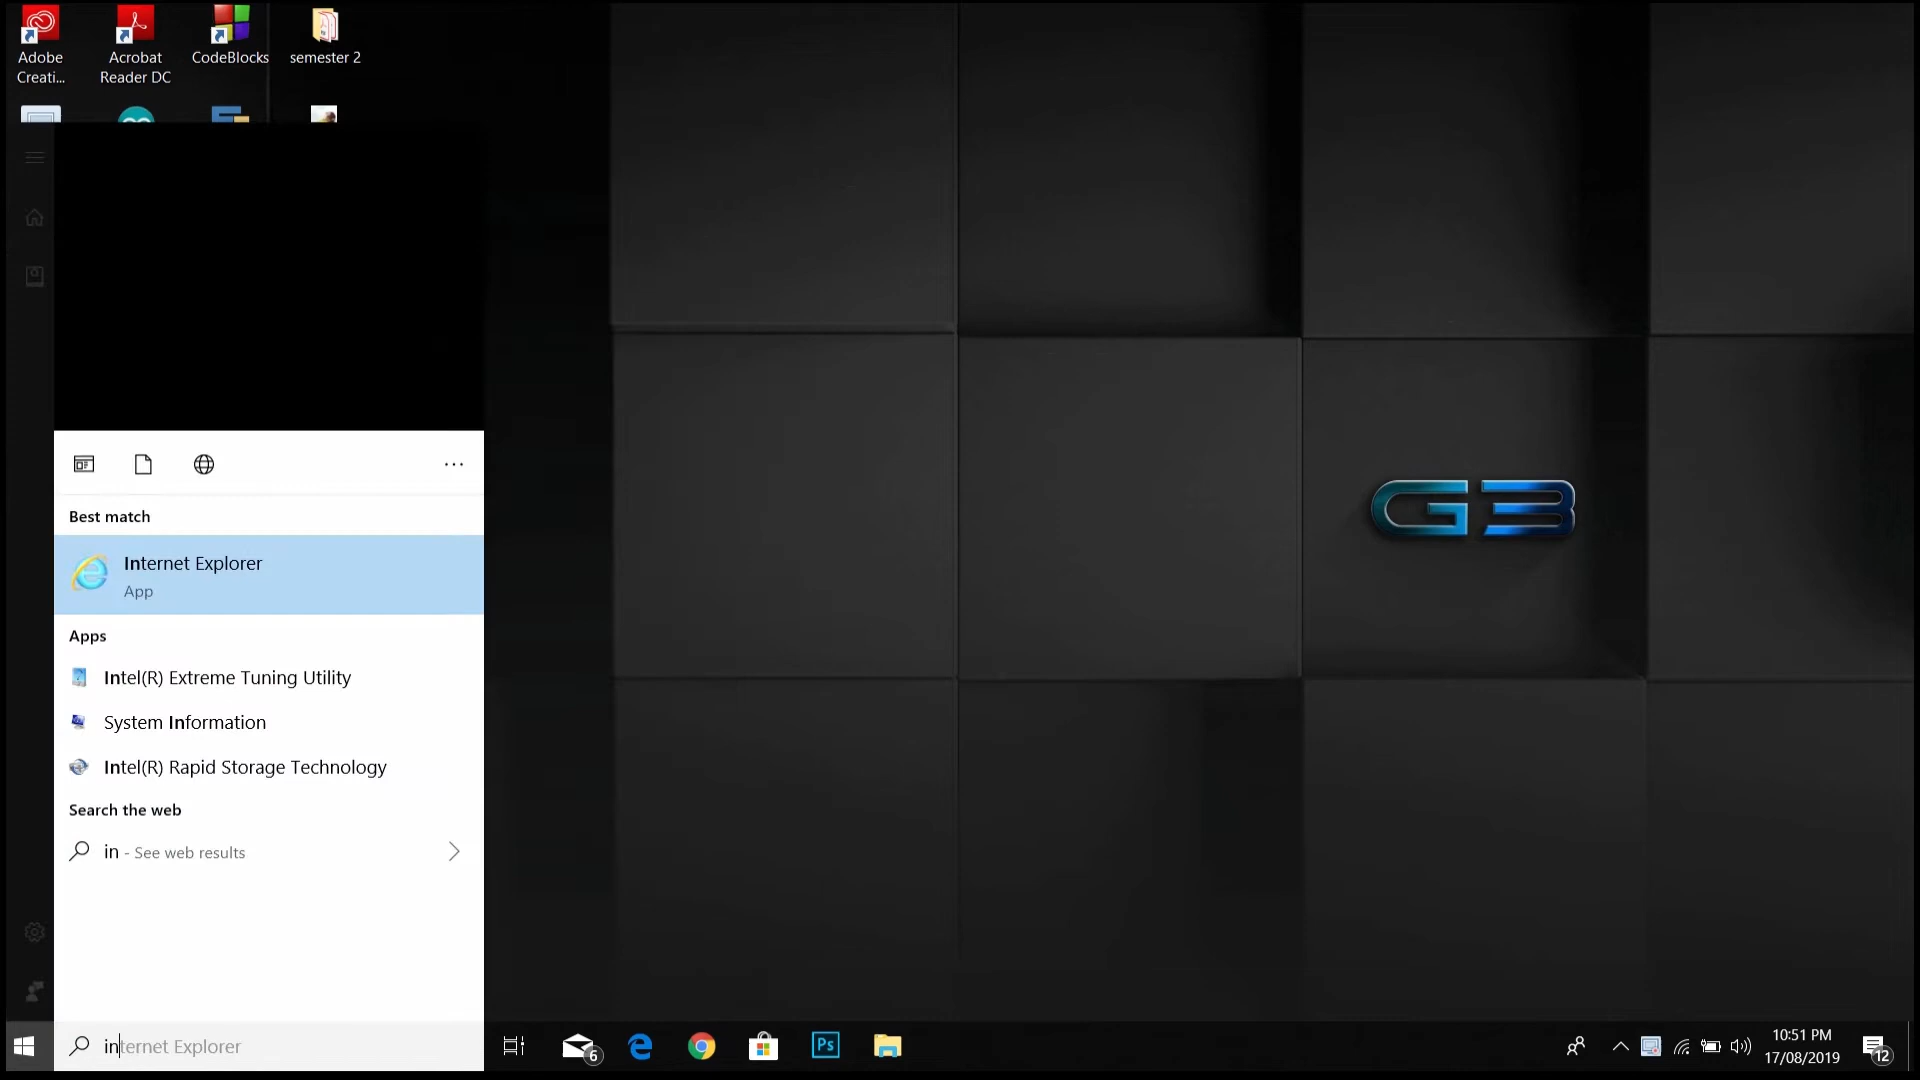 Adobe
Creati...
Acrobat
Reader DC
CodeBlocks
semester 2
Best match
Internet Explorer
App
Apps
Intel(R) Extreme Tuning Utility
System Information
Intel(R) Rapid Storage Technology
Search the web
in - See web results
internet Explorer
G3
6
Ps
10:51 PM
17/08/2019
12